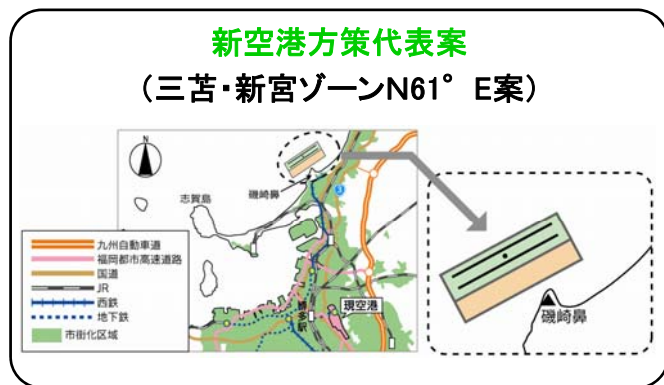 新空港方策代表案
（三苫・新宮ゾーンN61°E案）
N
志賀島
磯崎鼻
3
九州自動車道
福岡都市高速道路
国道
JR
西鉄
地下鉄
市街化区域
博多駅
現空港
磯崎鼻